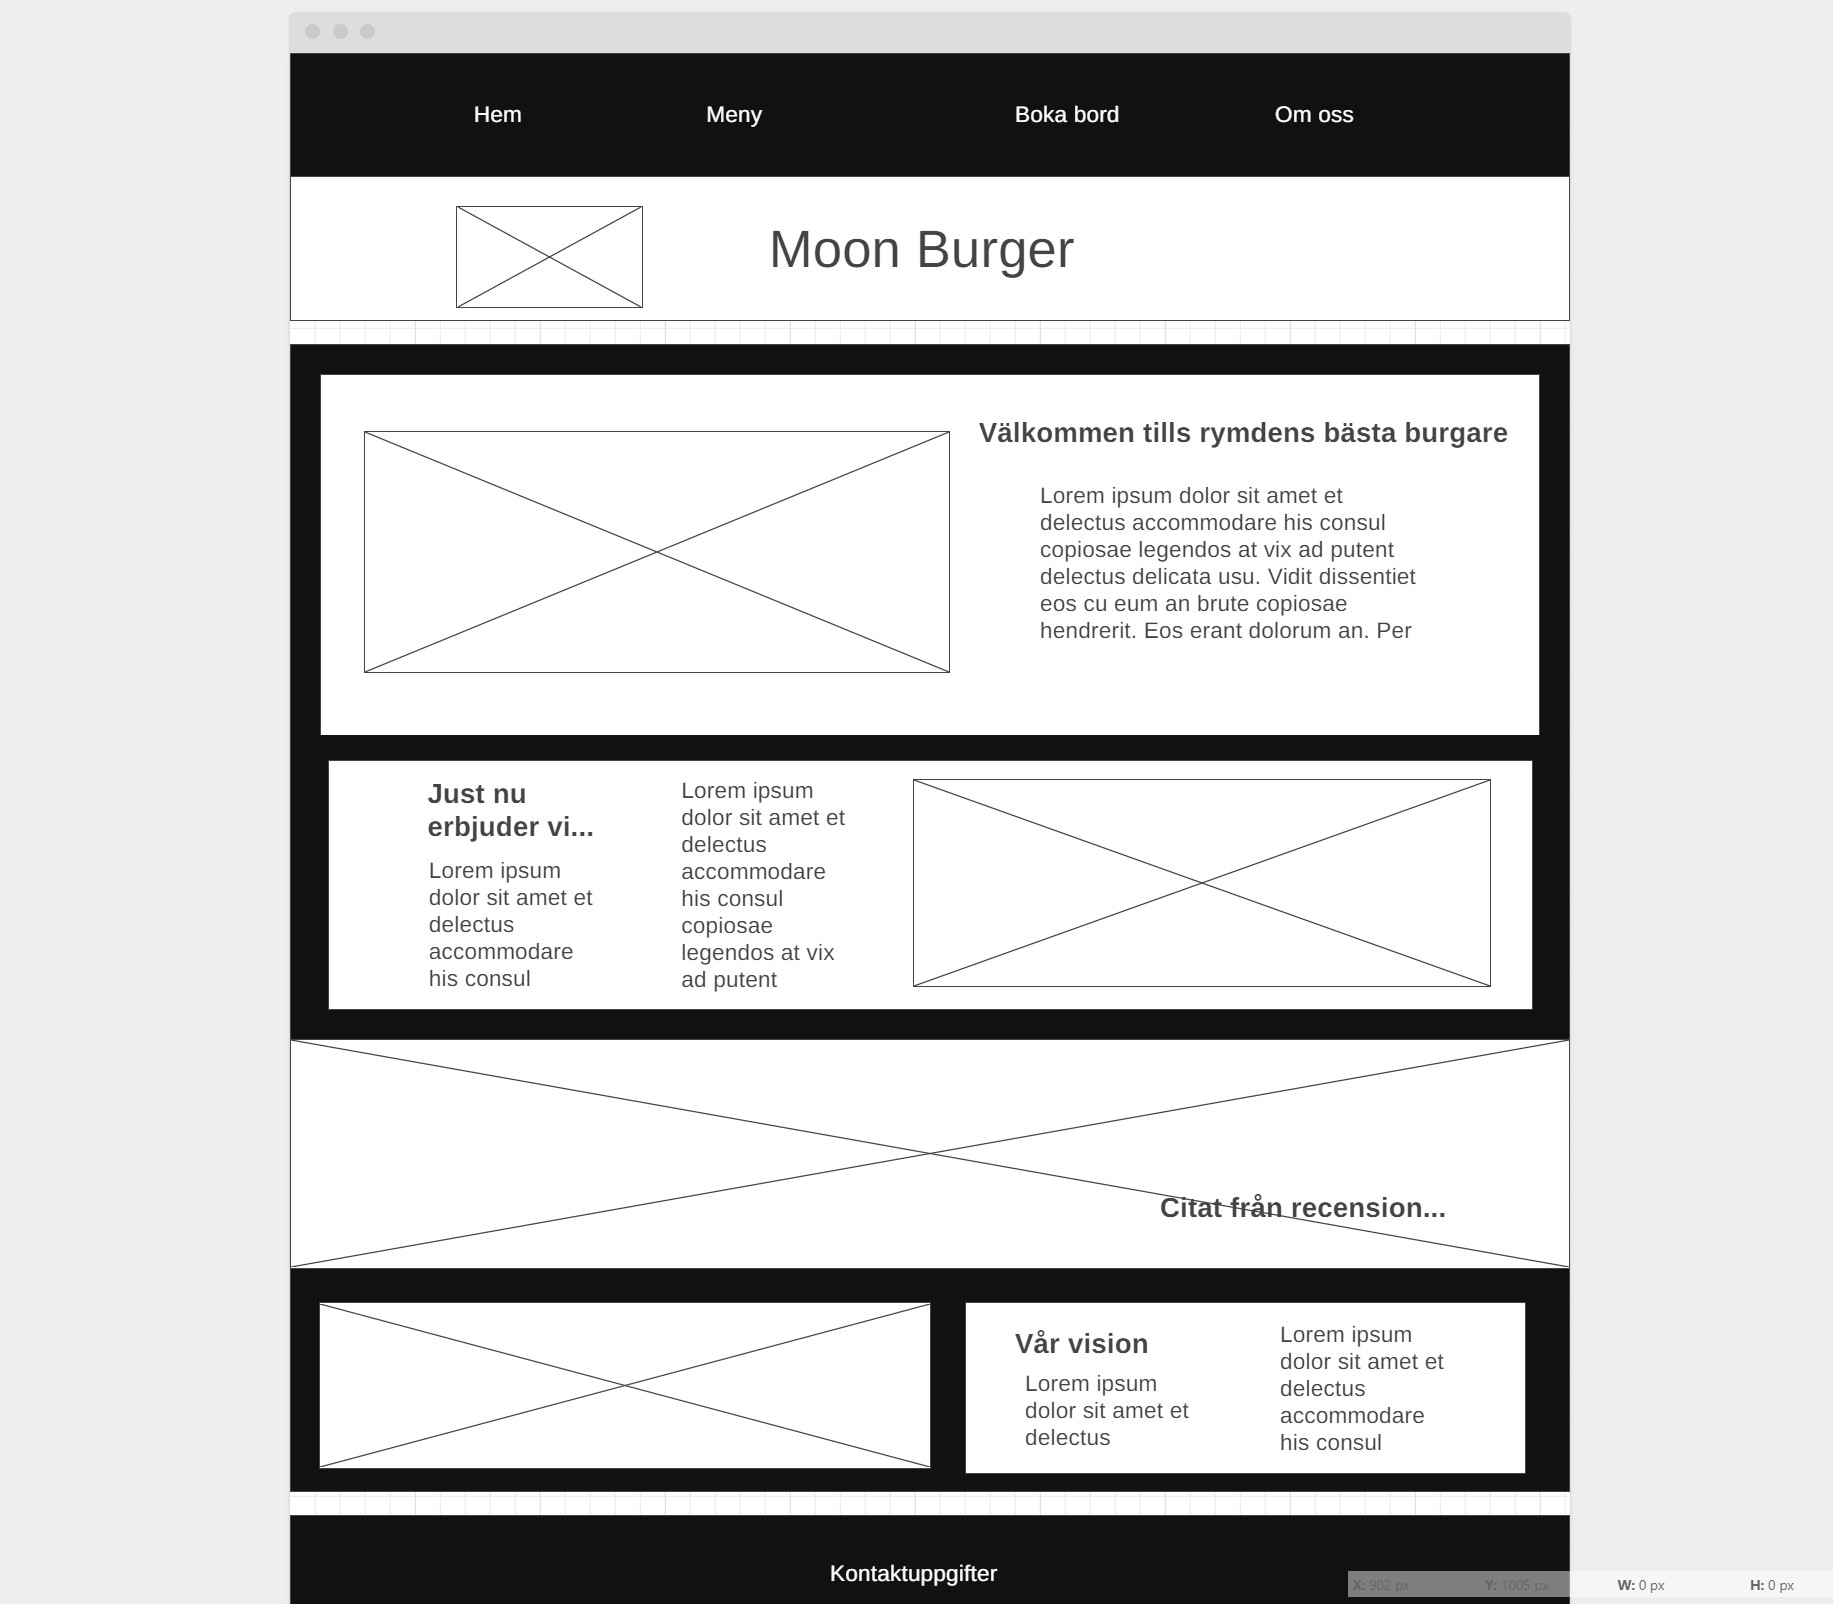 Hem
Meny
Boka bord
Om oss
Moon Burger
Välkommen tills rymdens bästa burgare
Lorem ipsum dolor sit amet et
delectus accommodare his consul
copiosae legendos at vix ad putent
delectus delicata usu. Vidit dissentiet
eos cu eum an brute copiosae
hendrerit. Eos erant dolorum an. Per
Just nu
erbjuder vi...
Lorem ipsum
dolor sit amet et
delectus
accommodare
his consul
Lorem ipsum
dolor sit amet et
delectus
accommodare
his consul
copiosae
legendos at vix
ad putent
Citat från recension...
Vår vision
Lorem ipsum
dolor sit amet et
delectus
Lorem ipsum
dolor sit amet et
delectus
accommodare
his consul
Kontaktuppgifter
X: 902 px
Y: 1005 px
W: 0 px
H: 0 px